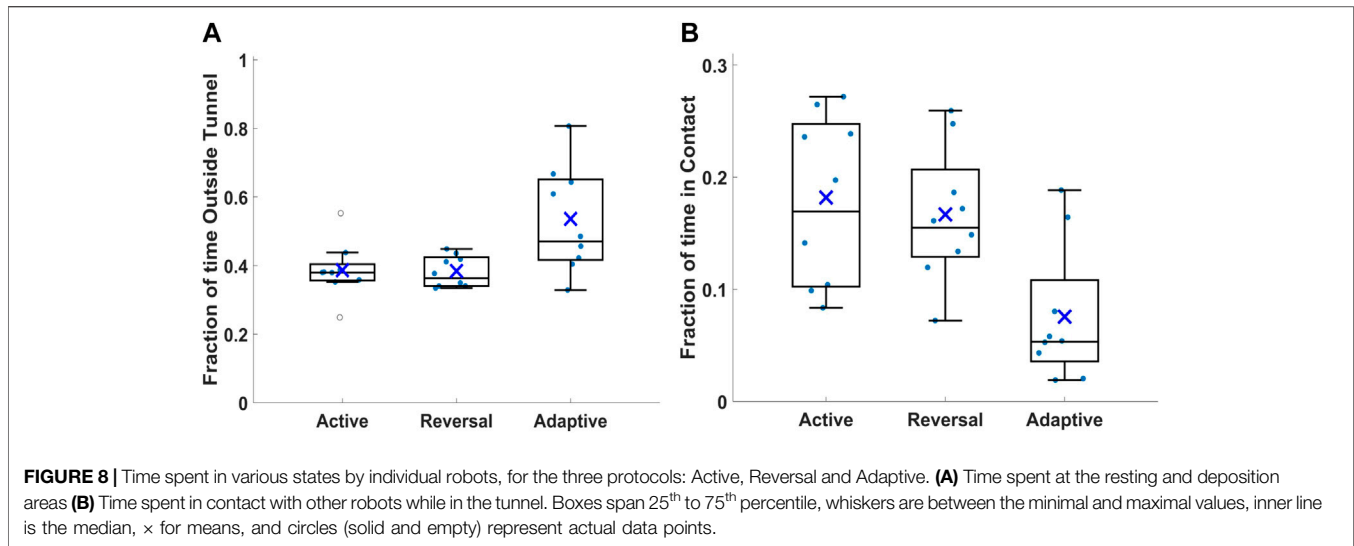 A
Fraction of time Outside Tunnel
1
0.8
0.6
0.4
0.2
0
Active Reversal Adaptive
B
Fraction of time in Contact
0.3
0.2
0.1
0
Active Reversal Adaptive
FIGURE 8 | Time spent in various states by individual robots, for the three protocols: Active, Reversal and Adaptive. (A) Time spent at the resting and deposition
areas (B) Time spent in contact with other robots while in the tunnel. Boxes span 25th to 75th percentile, whiskers are between the minimal and maximal values, inner line
is the median, × for means, and circles (solid and empty) represent actual data points.